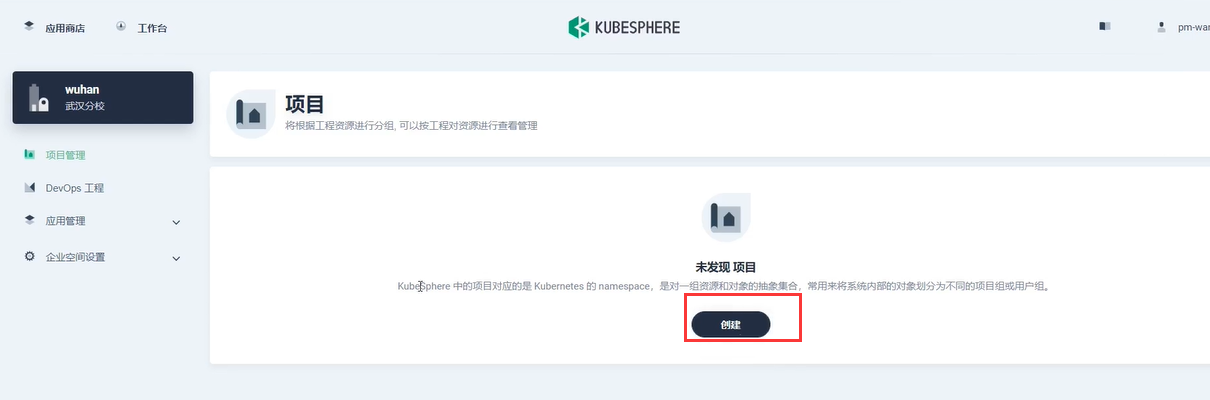 应用商店 工作台 KUBESPHERE
wuhan
武汉分校
项目管理
DevOps 工程
应用管理
企业空间设置
项目
将根据工程资源进行分组, 可以按工程对资源进行查看管理
未发现 项目
KubeSphere 中的项目对应的是 Kubernetes 的 namespace，是对一组资源和对象的抽象集合，常用来将系统内部的对象划分为不同的项目组或用户组。
创建